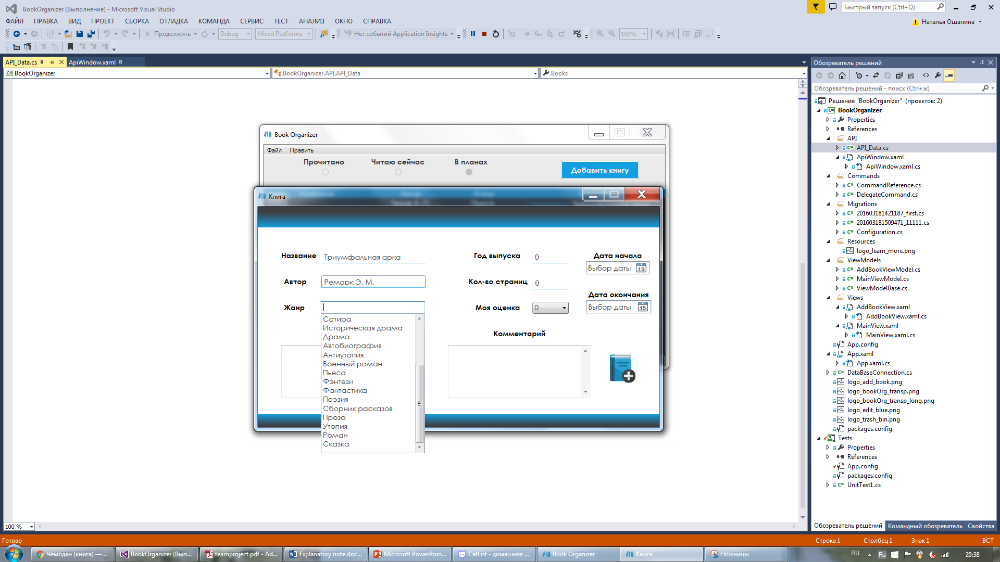 BookOrganizer (Выполнение) - Microsoft Visual Studio
Быстрый запуск (Ctrl+Q)
ФАЙЛ ПРАВКА ВИД ПРОЕКТ СБОРКА ОТЛАДКА КОМАНДА СЕРВИС ТЕСТ АНАЛИЗ ОКНО СПРАВКА
Наталья Ошанина
Продолжить Debug Mixed Platforms Нет событий Application Insights 100%
API_Data.cs ApiWindow.xaml
BookOrganizer BookOrganizer.API.API_Data Books
Book Organizer
Файл Править
Прочитано Читаю сейчас В планах
Добавить книгу
Книга
Название Триумфальная арка
Автор Ремарк Э. М.
Жанр
Сатира
Историческая драма
Драма
Автобиография
Антиутопия
Военный роман
Пьеса
Фэнтези
Фантастика
Поэзия
Сборник расказов
Проза
Утопия
Роман
Сказка
Год выпуска 0
Кол-во страниц 0
Моя оценка 0
Комментарий
Дата начала
Выбор даты 15
Дата окончания
Выбор даты 15
100 %
Обозреватель решений
Обозреватель решений - поиск (Ctrl+ж)
Решение "BookOrganizer" (проектов: 2)
BookOrganizer
Properties
References
API
API_Data.cs
ApiWindow.xaml
ApiWindow.xaml.cs
Commands
CommandReference.cs
DelegateCommand.cs
Migrations
201603181421187_first.cs
201603181509471_11111.cs
Configuration.cs
Resources
logo_learn_more.png
ViewModels
AddBookViewModel.cs
MainViewModel.cs
ViewModelBase.cs
Views
AddBookView.xaml
AddBookView.xaml.cs
MainView.xaml
MainView.xaml.cs
App.config
App.xaml
App.xaml.cs
DataBaseConnection.cs
logo_add_book.png
logo_bookOrg_transp.png
logo_bookOrg_transp_long.png
logo_edit_blue.png
logo_trash_bin.png
packages.config
Tests
Properties
References
App.config
packages.config
UnitTest1.cs
Обозреватель решений Командный обозреватель Свойства
Готово Строка 1 Столбец 1 Знак 1 ВСТ
Чемодан (книга) — ... BookOrganizer (Вып... teamproject.pdf - Ad... Explanatory note.doc... Microsoft PowerPoin... CatList - домашняя ... Book Organizer Книга Ножницы RU Ru 20:38